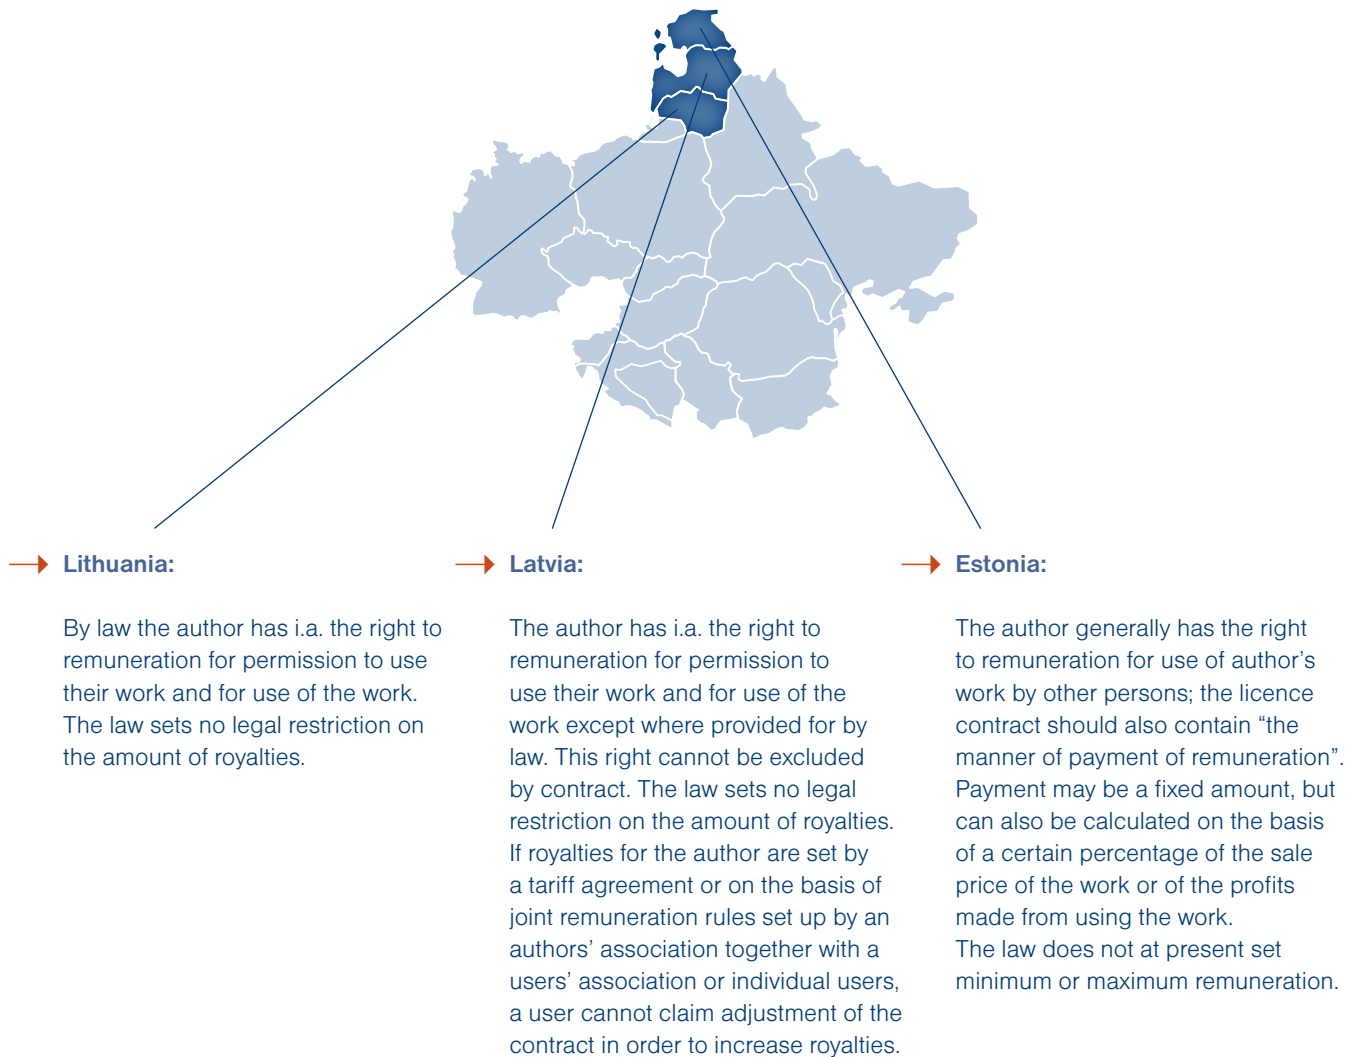 Lithuania:
By law the author has i.a. the right to
remuneration for permission to use
their work and for use of the work.
The law sets no legal restriction on
the amount of royalties.
Latvia:
The author has i.a. the right to
remuneration for permission to
use their work and for use of the
work except where provided for by
law. This right cannot be excluded
by contract. The law sets no legal
restriction on the amount of royalties.
If royalties for the author are set by
a tariff agreement or on the basis of
joint remuneration rules set up by an
authors’ association together with a
users’ association or individual users,
a user cannot claim adjustment of the
contract in order to increase royalties.
Estonia:
The author generally has the right
to remuneration for use of author’s
work by other persons; the licence
contract should also contain “the
manner of payment of remuneration”.
Payment may be a fixed amount, but
can also be calculated on the basis
of a certain percentage of the sale
price of the work or of the profits
made from using the work.
The law does not at present set
minimum or maximum remuneration.